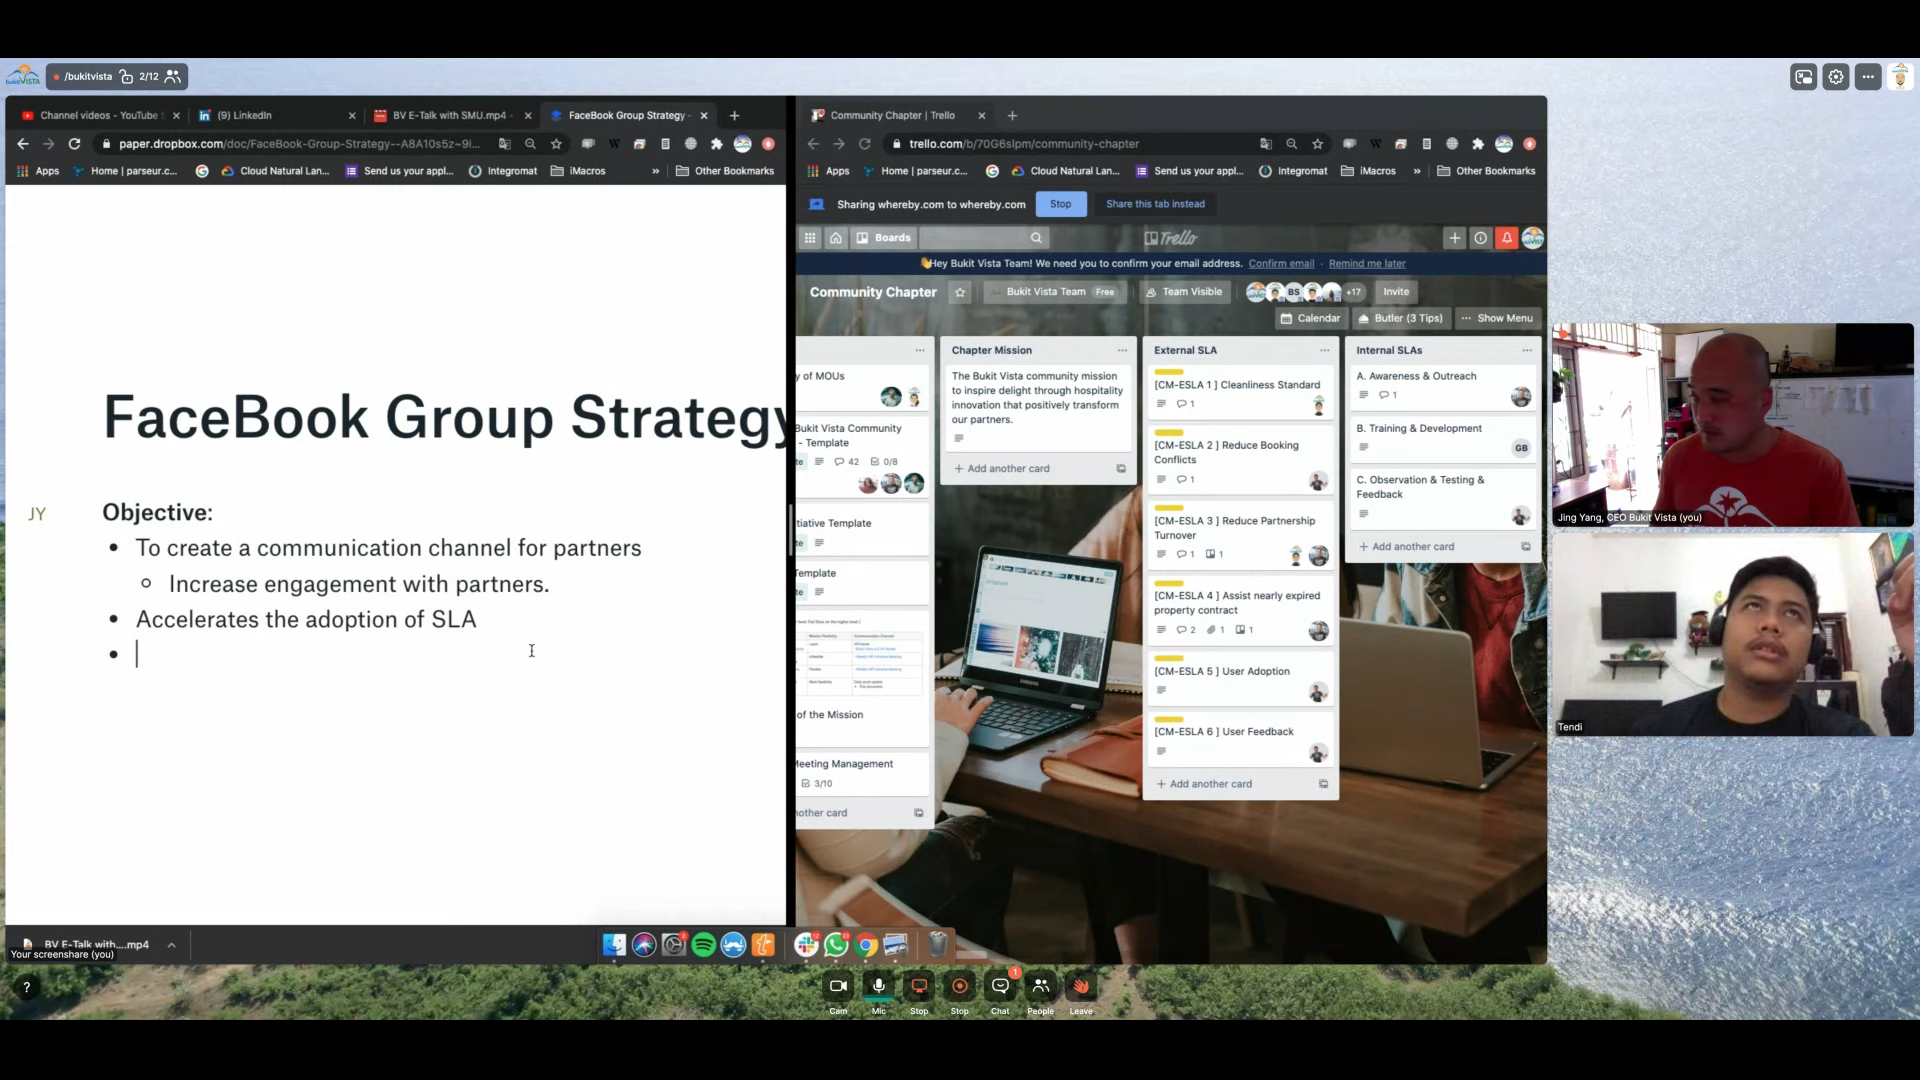 /bukitvista 2/12
Channel videos - YouTube
(9) LinkedIn
BV E-Talk with SMU.mp4 -
FaceBook Group Strategy -
paper.dropbox.com/doc/FaceBook-Group-Strategy--A8A10s5z~9i...
Apps
Home | parseur.c...
Cloud Natural Lan...
Send us your appl...
Integromat
iMacros
»
Other Bookmarks
FaceBook Group Strategy
JY
Objective:
To create a communication channel for partners
Increase engagement with partners.
Accelerates the adoption of SLA
BV E-Talk with....mp4
Your screenshare (you)
Community Chapter | Trello
trello.com/b/70G6slpm/community-chapter
Apps
Home | parseur.c...
Cloud Natural Lan...
Send us your appl...
Integromat
iMacros
»
Other Bookmarks
Sharing whereby.com to whereby.com
Stop
Share this tab instead
Boards
Trello
Hey Bukit Vista Team! We need you to confirm your email address. Confirm email · Remind me later
Community Chapter
Bukit Vista Team Free
Team Visible
BS
+17
Invite
Calendar
Butler (3 Tips)
Show Menu
y of MOUs
Bukit Vista Community
- Template
42
0/8
tiative Template
Template
of the Mission
Meeting Management
3/10
nother card
Chapter Mission
The Bukit Vista community mission
to inspire delight through hospitality
innovation that positively transform
our partners.
+ Add another card
External SLA
[CM-ESLA 1 ] Cleanliness Standard
1
[CM-ESLA 2 ] Reduce Booking
Conflicts
1
[CM-ESLA 3 ] Reduce Partnership
Turnover
1 1
[CM-ESLA 4 ] Assist nearly expired
property contract
2 1 1
[CM-ESLA 5 ] User Adoption
[CM-ESLA 6 ] User Feedback
+ Add another card
Internal SLAs
A. Awareness & Outreach
1
B. Training & Development
GB
C. Observation & Testing &
Feedback
+ Add another card
SAMSUNG
Jing Yang, CEO Bukit Vista (you)
Tendi
?
Cam
Mic
Stop
Stop
1
Chat
People
Leave